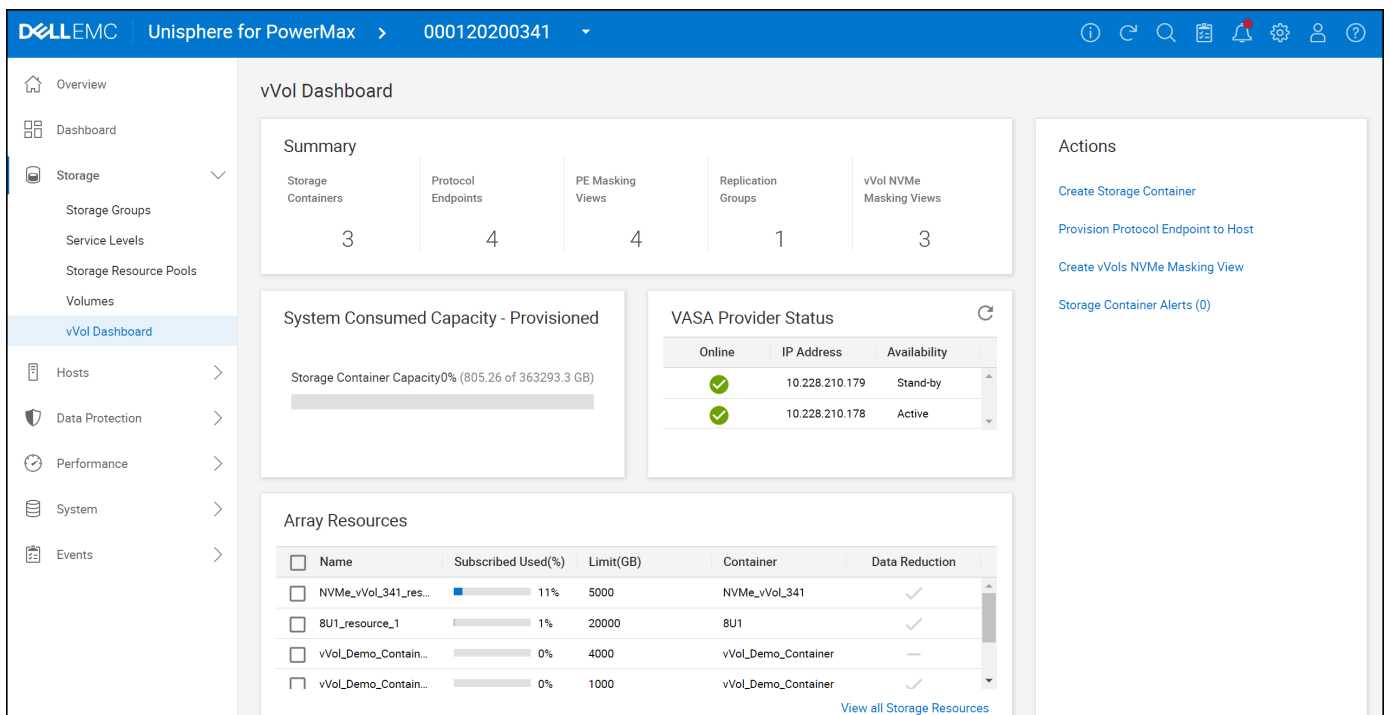 DELLEMC Unisphere for PowerMax > 000120200341
Overview
Dashboard
Storage
Storage Groups
Service Levels
Storage Resource Pools
Volumes
vVol Dashboard
Hosts
Data Protection
Performance
System
Events
vVol Dashboard
Summary
Storage
Containers
3
Protocol
Endpoints
4
PE Masking
Views
4
Replication
Groups
1
vVol NVMe
Masking Views
3
System Consumed Capacity - Provisioned
Storage Container Capacity0% (805.26 of 363293.3 GB)
VASA Provider Status
Online IP Address Availability
10.228.210.179 Stand-by
10.228.210.178 Active
Array Resources
Name Subscribed Used(%) Limit(GB) Container Data Reduction
NVMe_vVol_341_res... 11% 5000 NVMe_vVol_341
8U1_resource_1 1% 20000 8U1
vVol_Demo_Contain... 0% 4000 vVol_Demo_Container
vVol_Demo_Contain... 0% 1000 vVol_Demo_Container
View all Storage Resources
Actions
Create Storage Container
Provision Protocol Endpoint to Host
Create vVols NVMe Masking View
Storage Container Alerts (0)